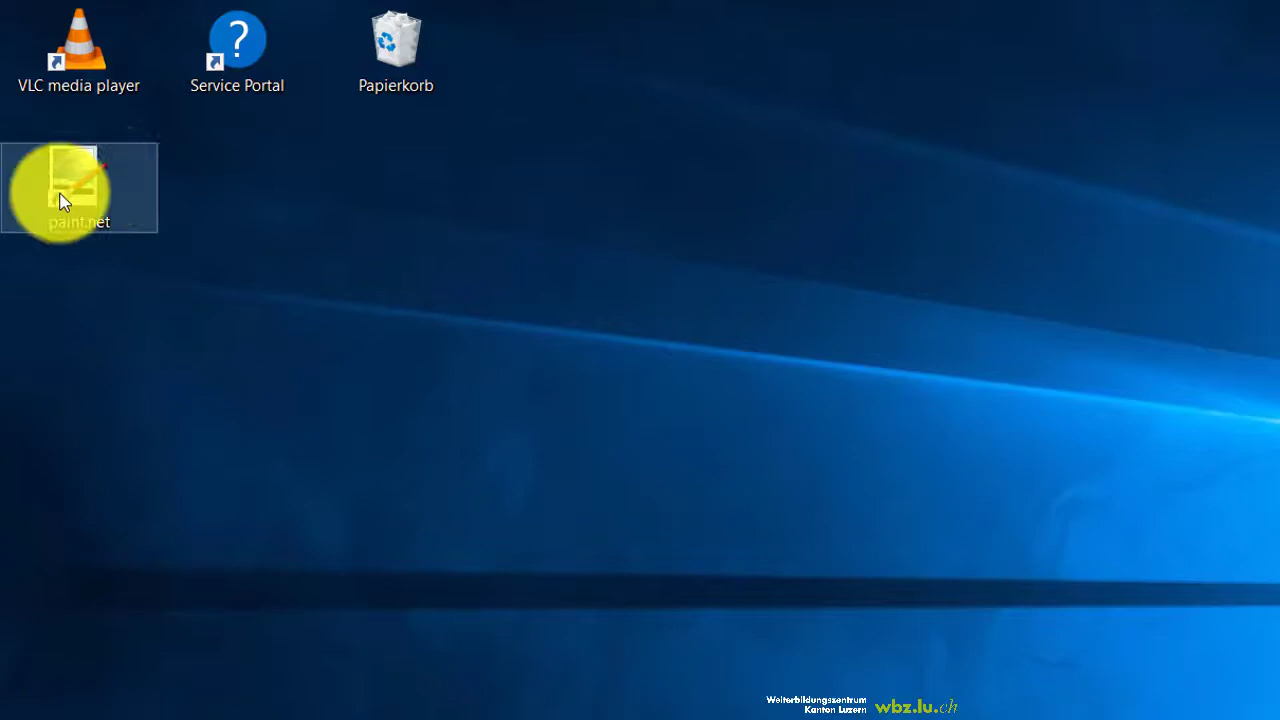 VLC media player
Service Portal
Papierkorb
paint.net
Weiterbildungszentrum
Kanton Luzern
wbz.lu.ch